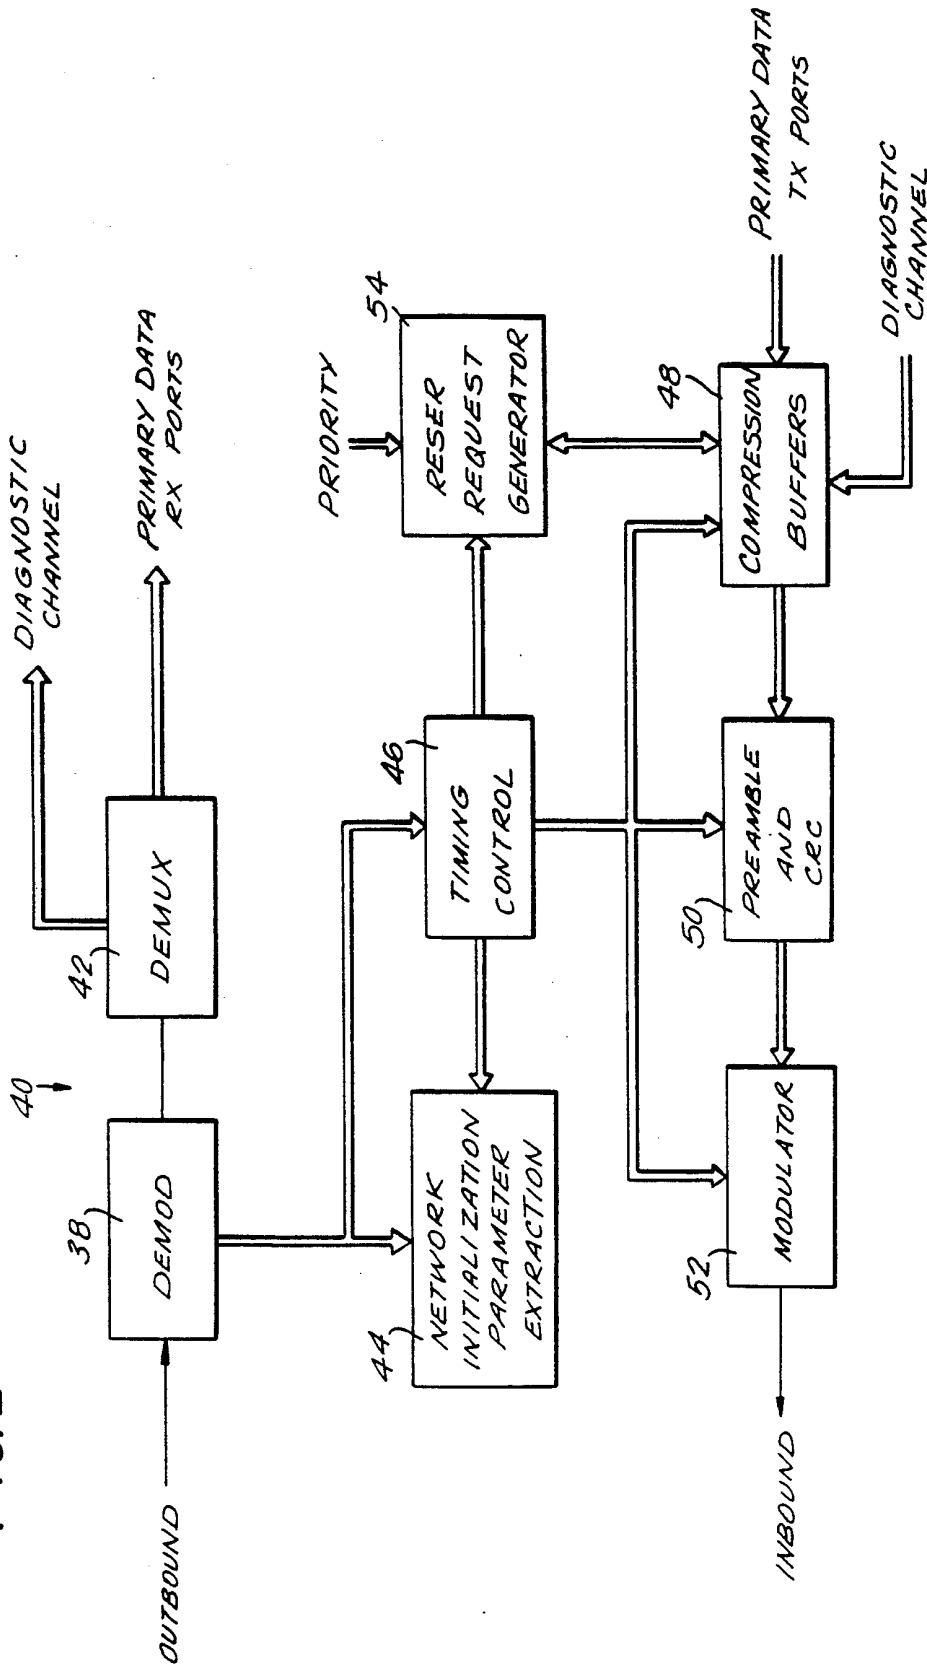 40
OUTBOUND
38
DEMOD
42
DEMUX
DIAGNOSTIC
CHANNEL
PRIMARY DATA
RX PORTS
44
NETWORK
INITIALIZATION
PARAMETER
EXTRACTION
46
TIMING
CONTROL
PRIORITY
54
RESER
REQUEST
GENERATOR
INBOUND
52
MODULATOR
50
PREAMBLE
AND
CRC
48
COMPRESSION
BUFFERS
PRIMARY DATA
TX PORTS
DIAGNOSTIC
CHANNEL